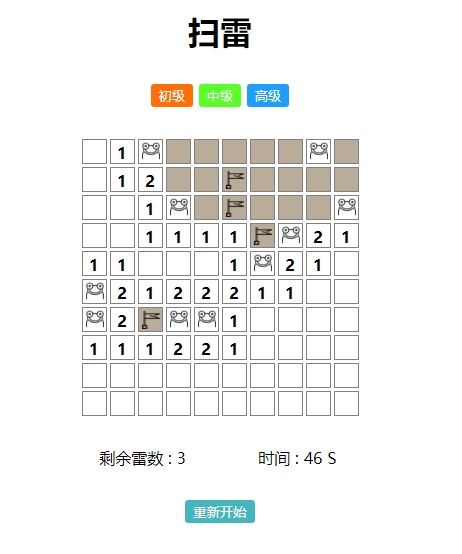 扫雷
初级 中级 高级
1
1 2
1
1 1 1 1 2 1
1 1 1 2 1
2 1 2 2 2 1 1
2 1
1 1 1 2 2 1
剩余雷数 : 3 时间 : 46 S
重新开始